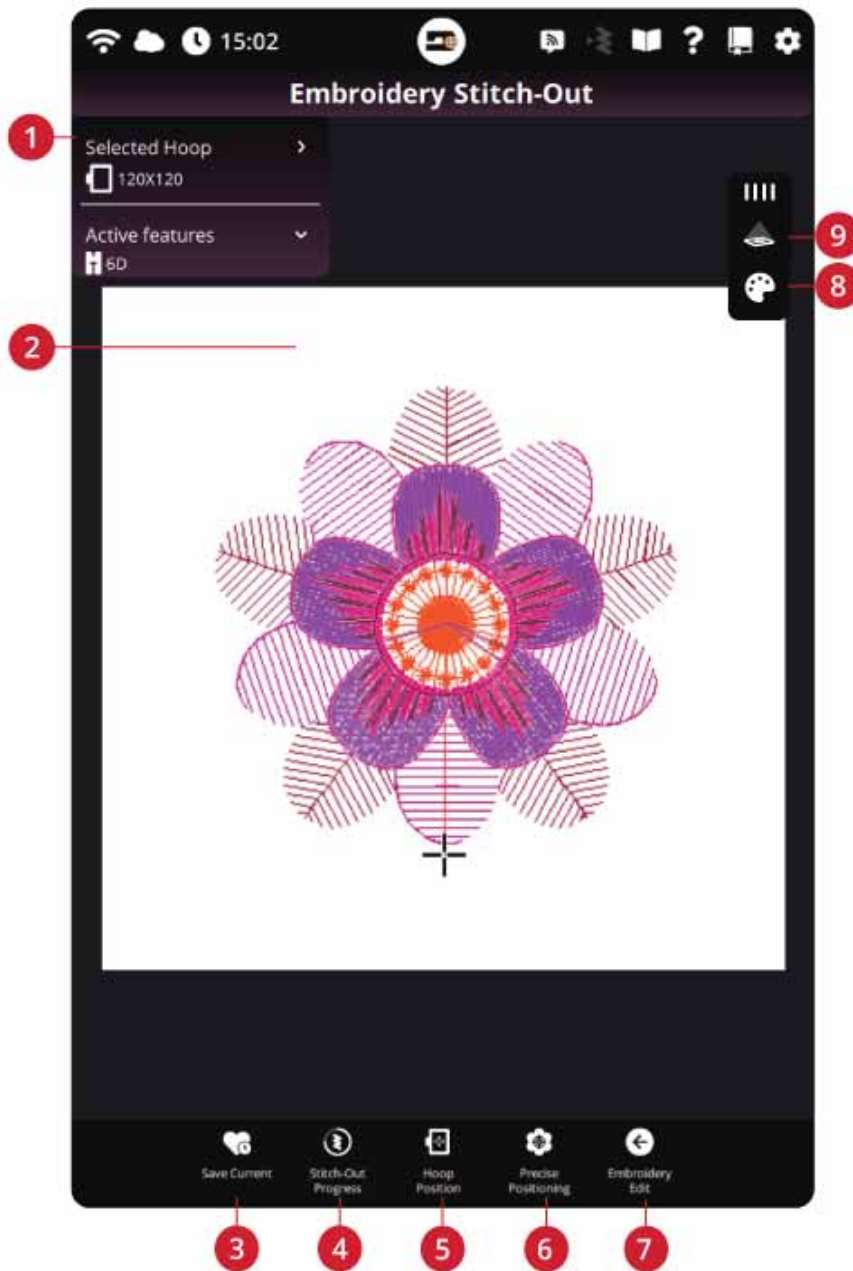 15:02
?
Embroidery Stitch-Out
1
Selected Hoop
120X120
Active features
6D
9
8
2
Save Current
Stitch-Out
Progress
Hoop
Position
Precise
Positioning
Embroidery
Edit
3
4
5
6
7